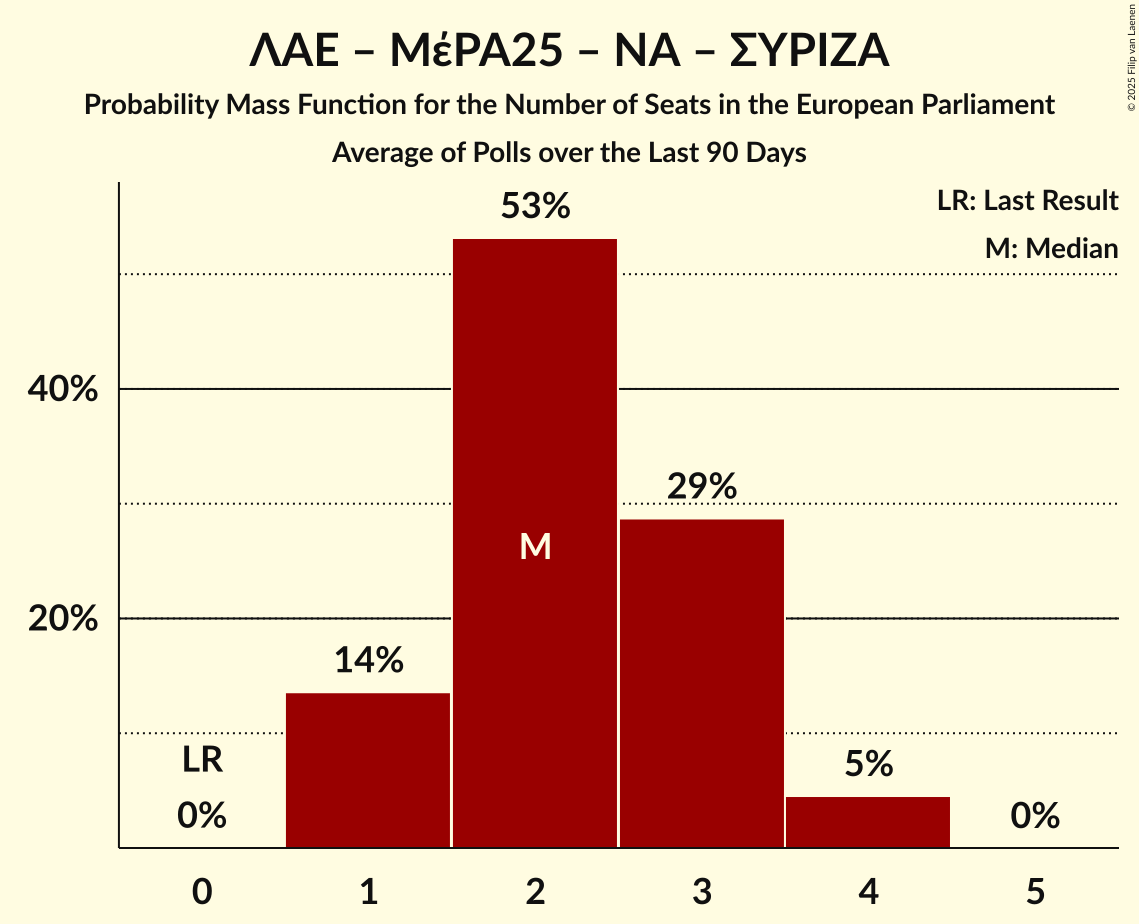 ΛΑΕ – ΜέΡΑ25 – ΝΑ – ΣΥΡΙΖΑ
Probability Mass Function for the Number of Seats in the European Parliament
Average of Polls over the Last 90 Days
© 2025 Filip van Laenen
LR: Last Result
M: Median
53%
40%
29%
M
20%
14%
LR
5%
0%
0%
0 1 2 3 4 5